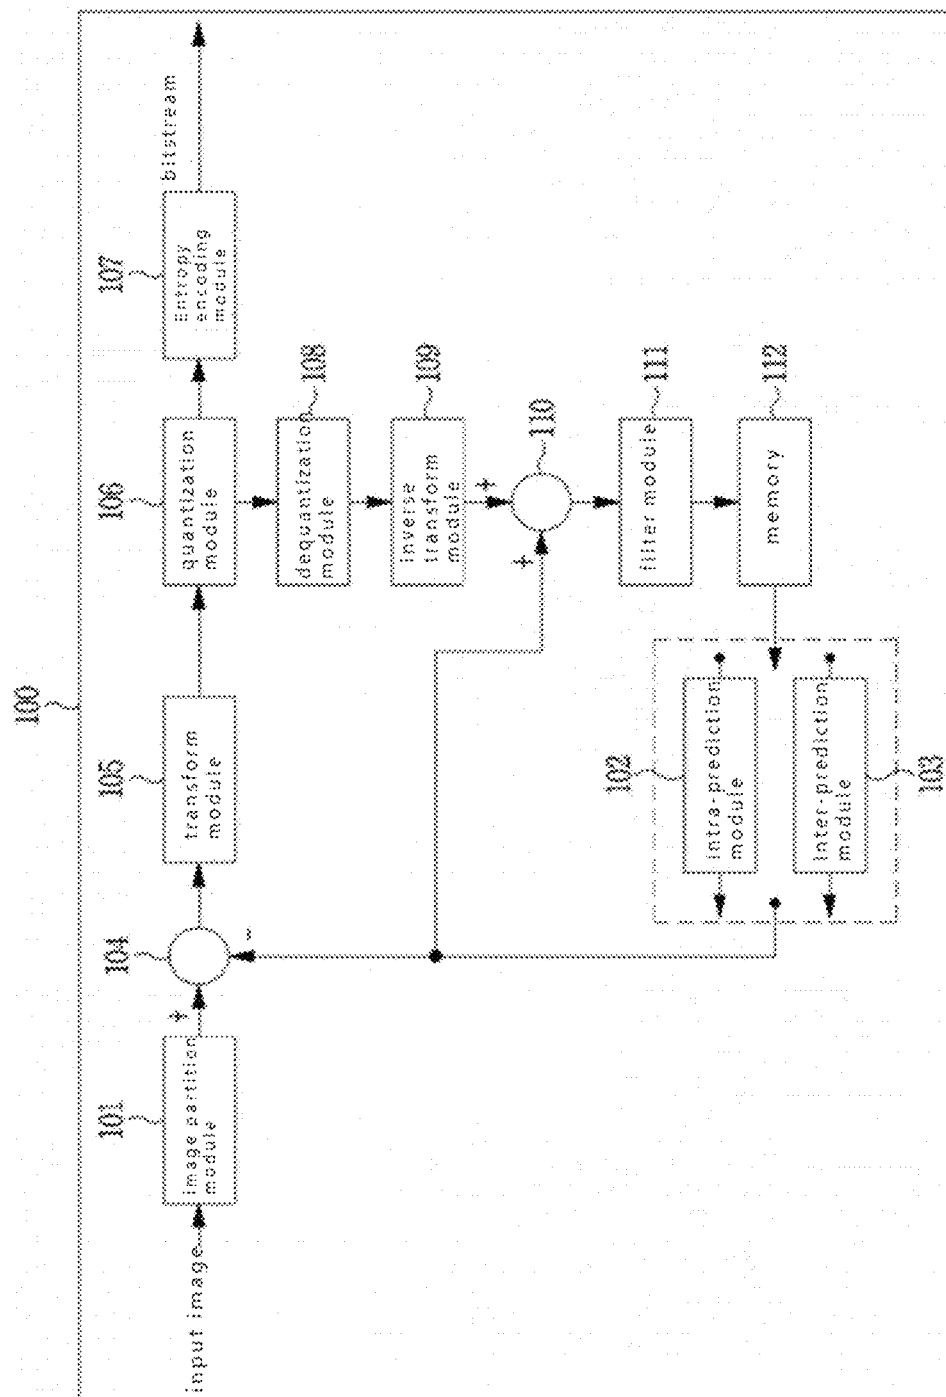 100
101
104
105
106
107
input image
image partition
module
+
-
transform
module
quantization
module
Entropy
encoding
module
bitstream
dequantization
module
108
inverse
transform
module
109
+
+
110
filter module
111
memory
112
102
intra-prediction
module
inter-prediction
module
103